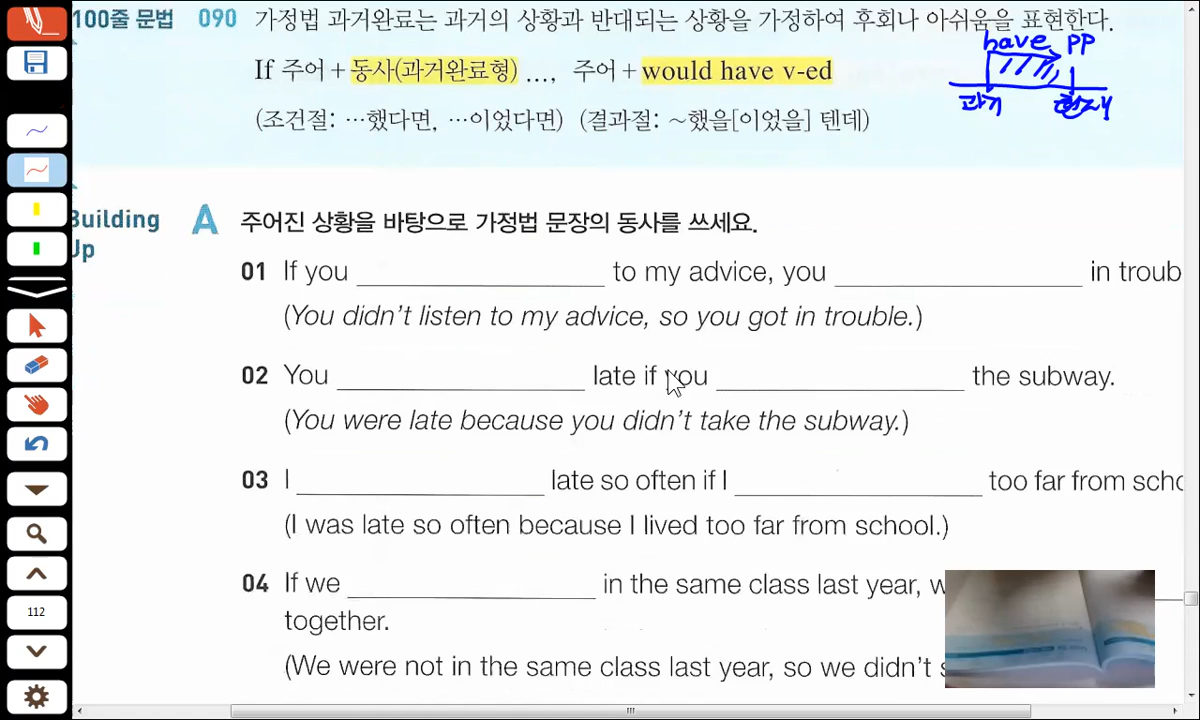 100줄 문법 090 가정법 과거완료는 과거의 상황과 반대되는 상황을 가정하여 후회나 아쉬움을 표현한다.
have PP
If 주어 + 동사(과거완료형) …, 주어 + would have v-ed
과거 현재
(조건절: …했다면, …이었다면) (결과절: ~했을[이었을] 텐데)
Building Up
A 주어진 상황을 바탕으로 가정법 문장의 동사를 쓰세요.
01 If you ____ to my advice, you ____ in troub
(You didn't listen to my advice, so you got in trouble.)
02 You ____ late if you ____ the subway.
(You were late because you didn't take the subway.)
03 I ____ late so often if I ____ too far from scho
(I was late so often because I lived too far from school.)
04 If we ____ in the same class last year, w
together.
(We were not in the same class last year, so we didn't s
112